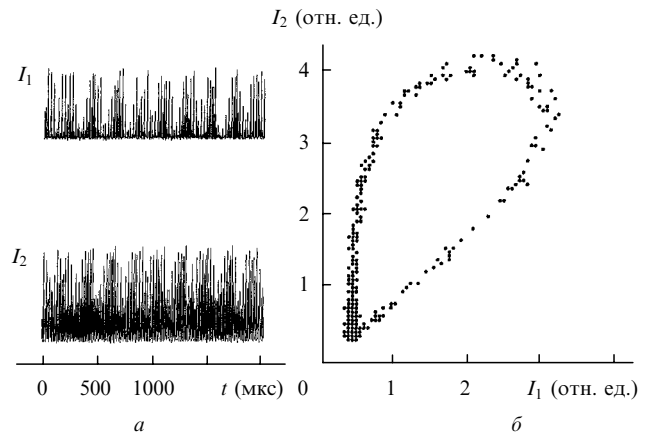 I₂ (отн. ед.)
I₁
I₂
4
3
2
1
0 500 1000 t (мкс)
0 1 2 I₁ (отн. ед.)
а
б